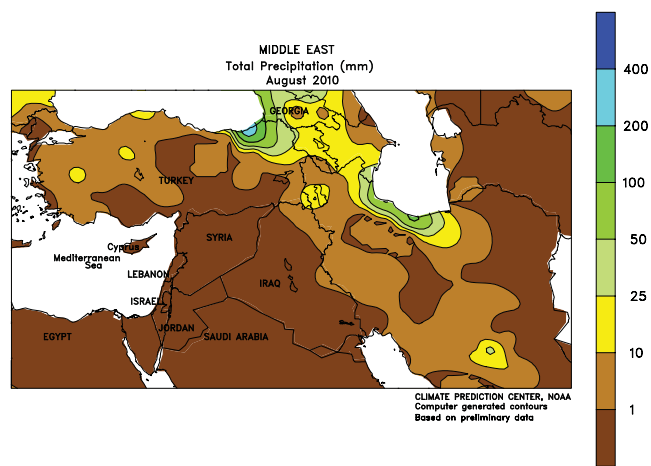 MIDDLE EAST
Total Precipitation (mm)
August 2010
GEORGIA
TURKEY
Cyprus
Mediterranean
Sea
SYRIA
LEBANON
IRAQ
ISRAEL
JORDAN
EGYPT
SAUDI ARABIA
400
200
100
50
25
10
1
CLIMATE PREDICTION CENTER, NOAA
Computer generated contours
Based on preliminary data